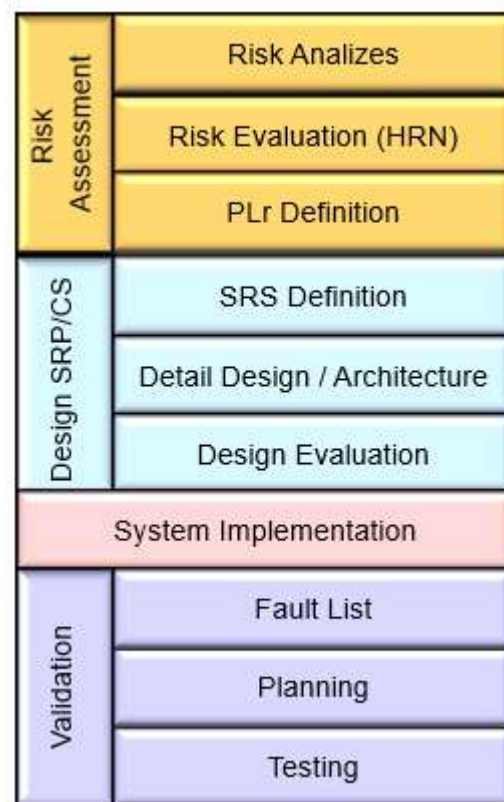 Risk
Assessment
Risk Analizes
Risk Evaluation (HRN)
PLr Definition
Design SRP/CS
SRS Definition
Detail Design / Architecture
Design Evaluation
System Implementation
Validation
Fault List
Planning
Testing